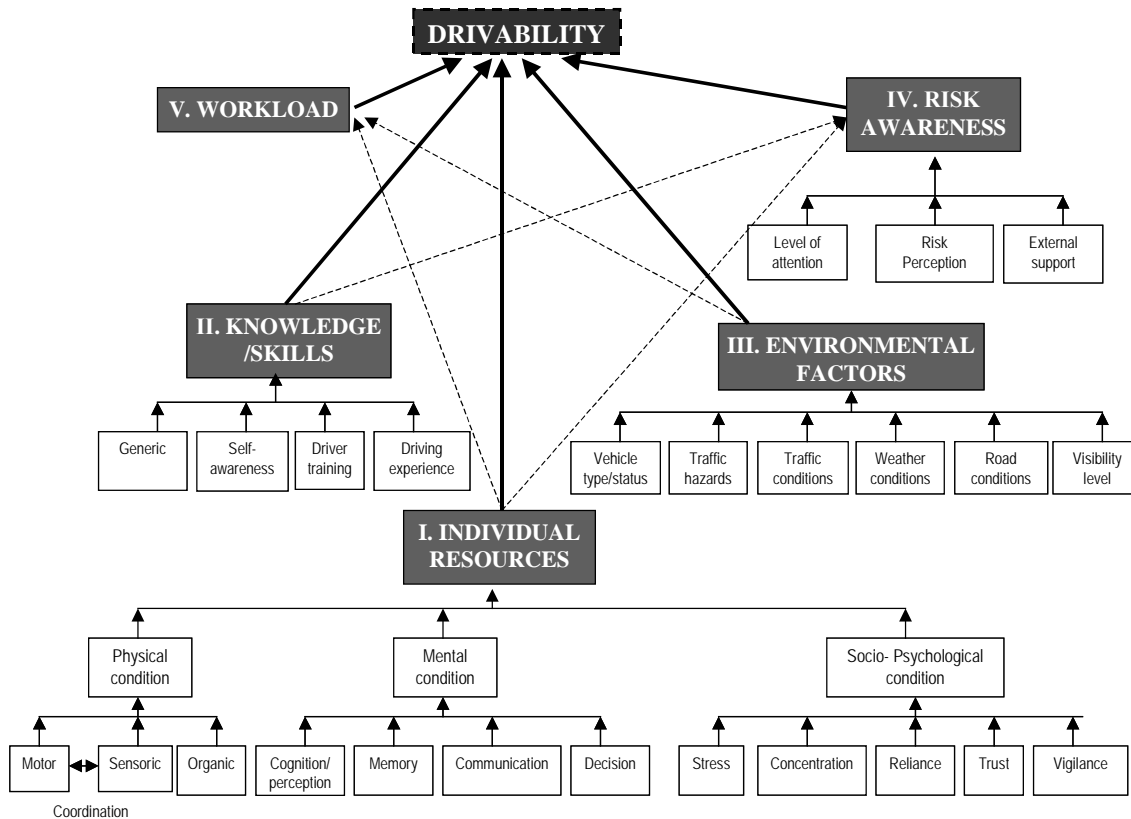 DRIVABILITY
V. WORKLOAD
IV. RISK
AWARENESS
Level of
attention
Risk
Perception
External
support
II. KNOWLEDGE
/SKILLS
III. ENVIRONMENTAL
FACTORS
Generic
Self-
awareness
Driver
training
Driving
experience
Vehicle
type/status
Traffic
hazards
Traffic
conditions
Weather
conditions
Road
conditions
Visibility
level
I. INDIVIDUAL
RESOURCES
Physical
condition
Mental
condition
Socio- Psychological
condition
Motor
Sensoric
Organic
Cognition/
perception
Memory
Communication
Decision
Stress
Concentration
Reliance
Trust
Vigilance
Coordination